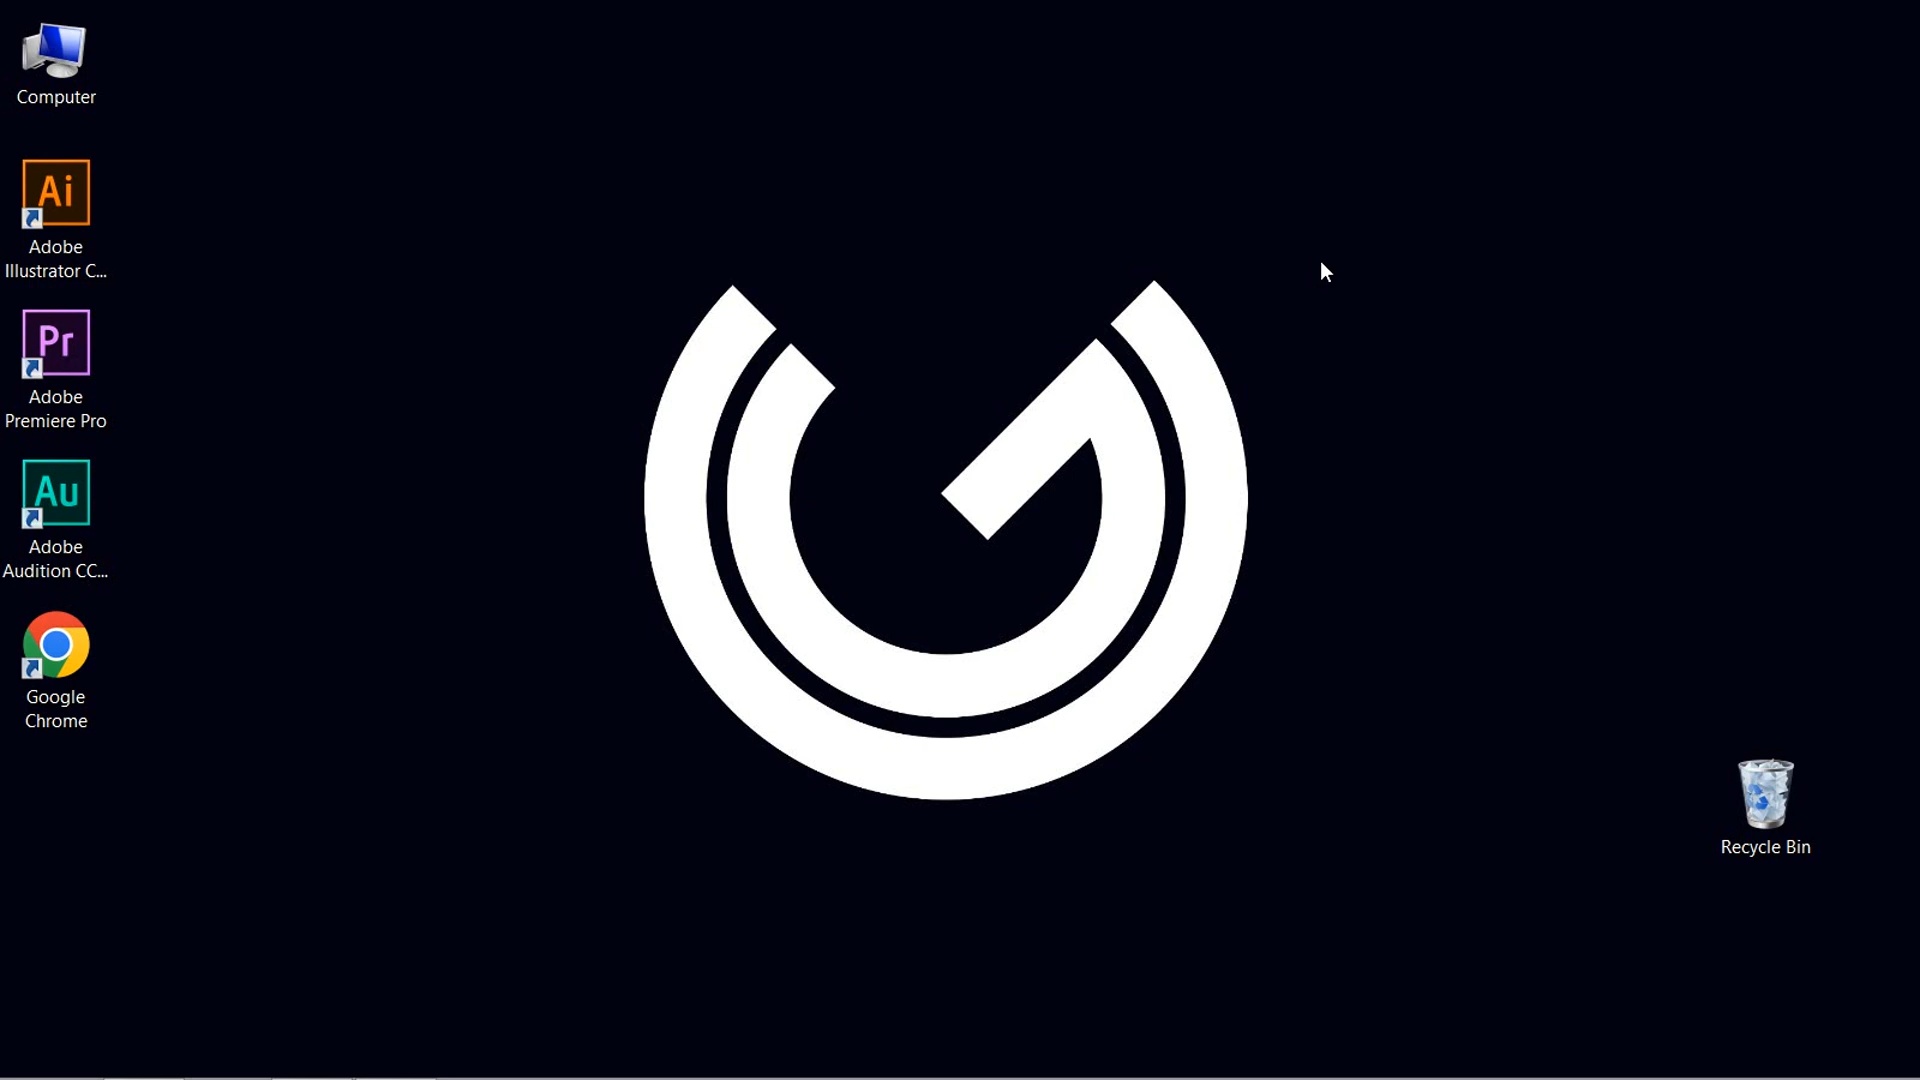 Computer
Ai
Adobe
Illustrator C...
Pr
Adobe
Premiere Pro
Au
Adobe
Audition CC...
Google
Chrome
Recycle Bin